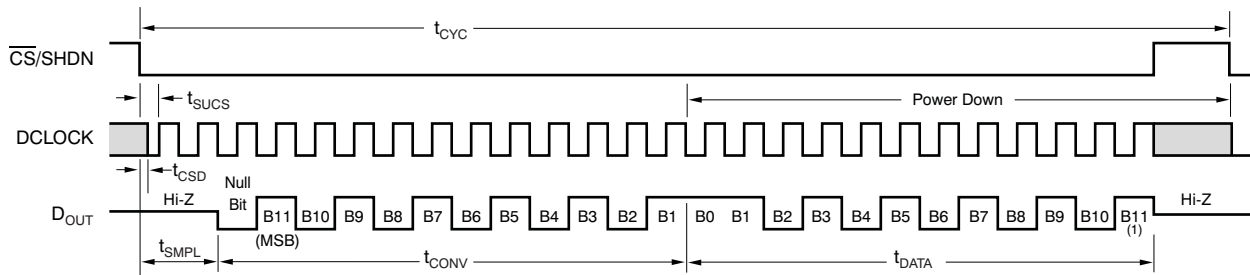 tCYC
CS/SHDN
tSUCS
Power Down
DCLOCK
tCSD
Null
Bit
Hi-Z
Hi-Z
DOUT
B11 B10 B9 B8 B7 B6 B5 B4 B3 B2 B1 B0 B1 B2 B3 B4 B5 B6 B7 B8 B9 B10 B11
(MSB)
(1)
tSMPL
tCONV
tDATA